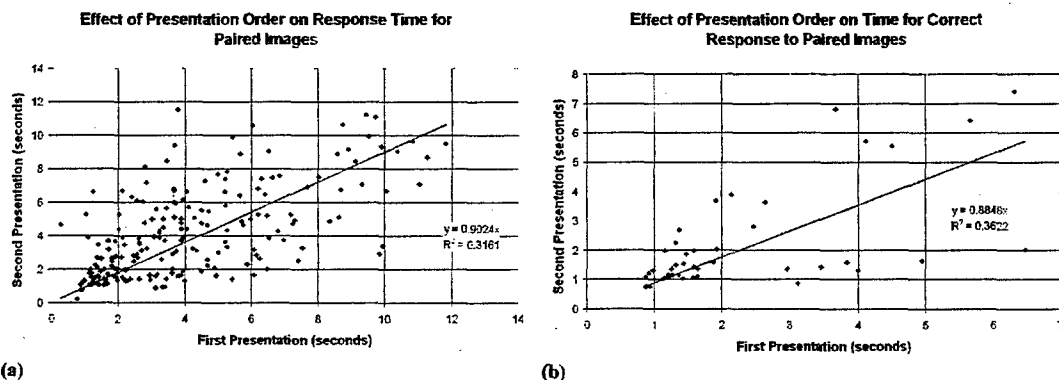 Effect of Presentation Order on Response Time for
Paired Images
14
12
10
8
6
4
2
0
Second Presentation (seconds)
y = 0.9024x
R² = 0.3161
0 2 4 6 8 10 12 14
First Presentation (seconds)
(a)
Effect of Presentation Order on Time for Correct
Response to Paired Images
8
7
6
5
4
3
2
1
0
Second Presentation (seconds)
y = 0.8848x
R² = 0.3622
0 1 2 3 4 5 6
First Presentation (seconds)
(b)